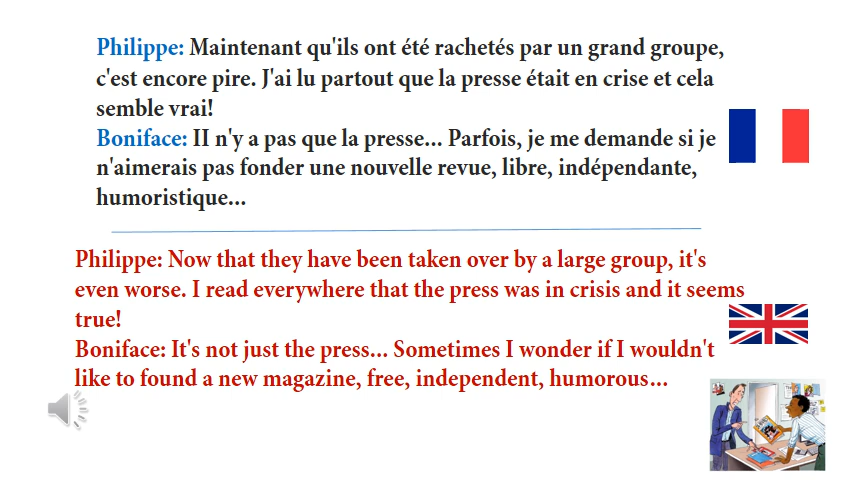 Philippe: Maintenant qu'ils ont été rachetés par un grand groupe,
c'est encore pire. J'ai lu partout que la presse était en crise et cela
semble vrai!
Boniface: II n'y a pas que la presse... Parfois, je me demande si je
n'aimerais pas fonder une nouvelle revue, libre, indépendante,
humoristique...
Philippe: Now that they have been taken over by a large group, it's
even worse. I read everywhere that the press was in crisis and it seems
true!
Boniface: It's not just the press... Sometimes I wonder if I wouldn't
like to found a new magazine, free, independent, humorous...